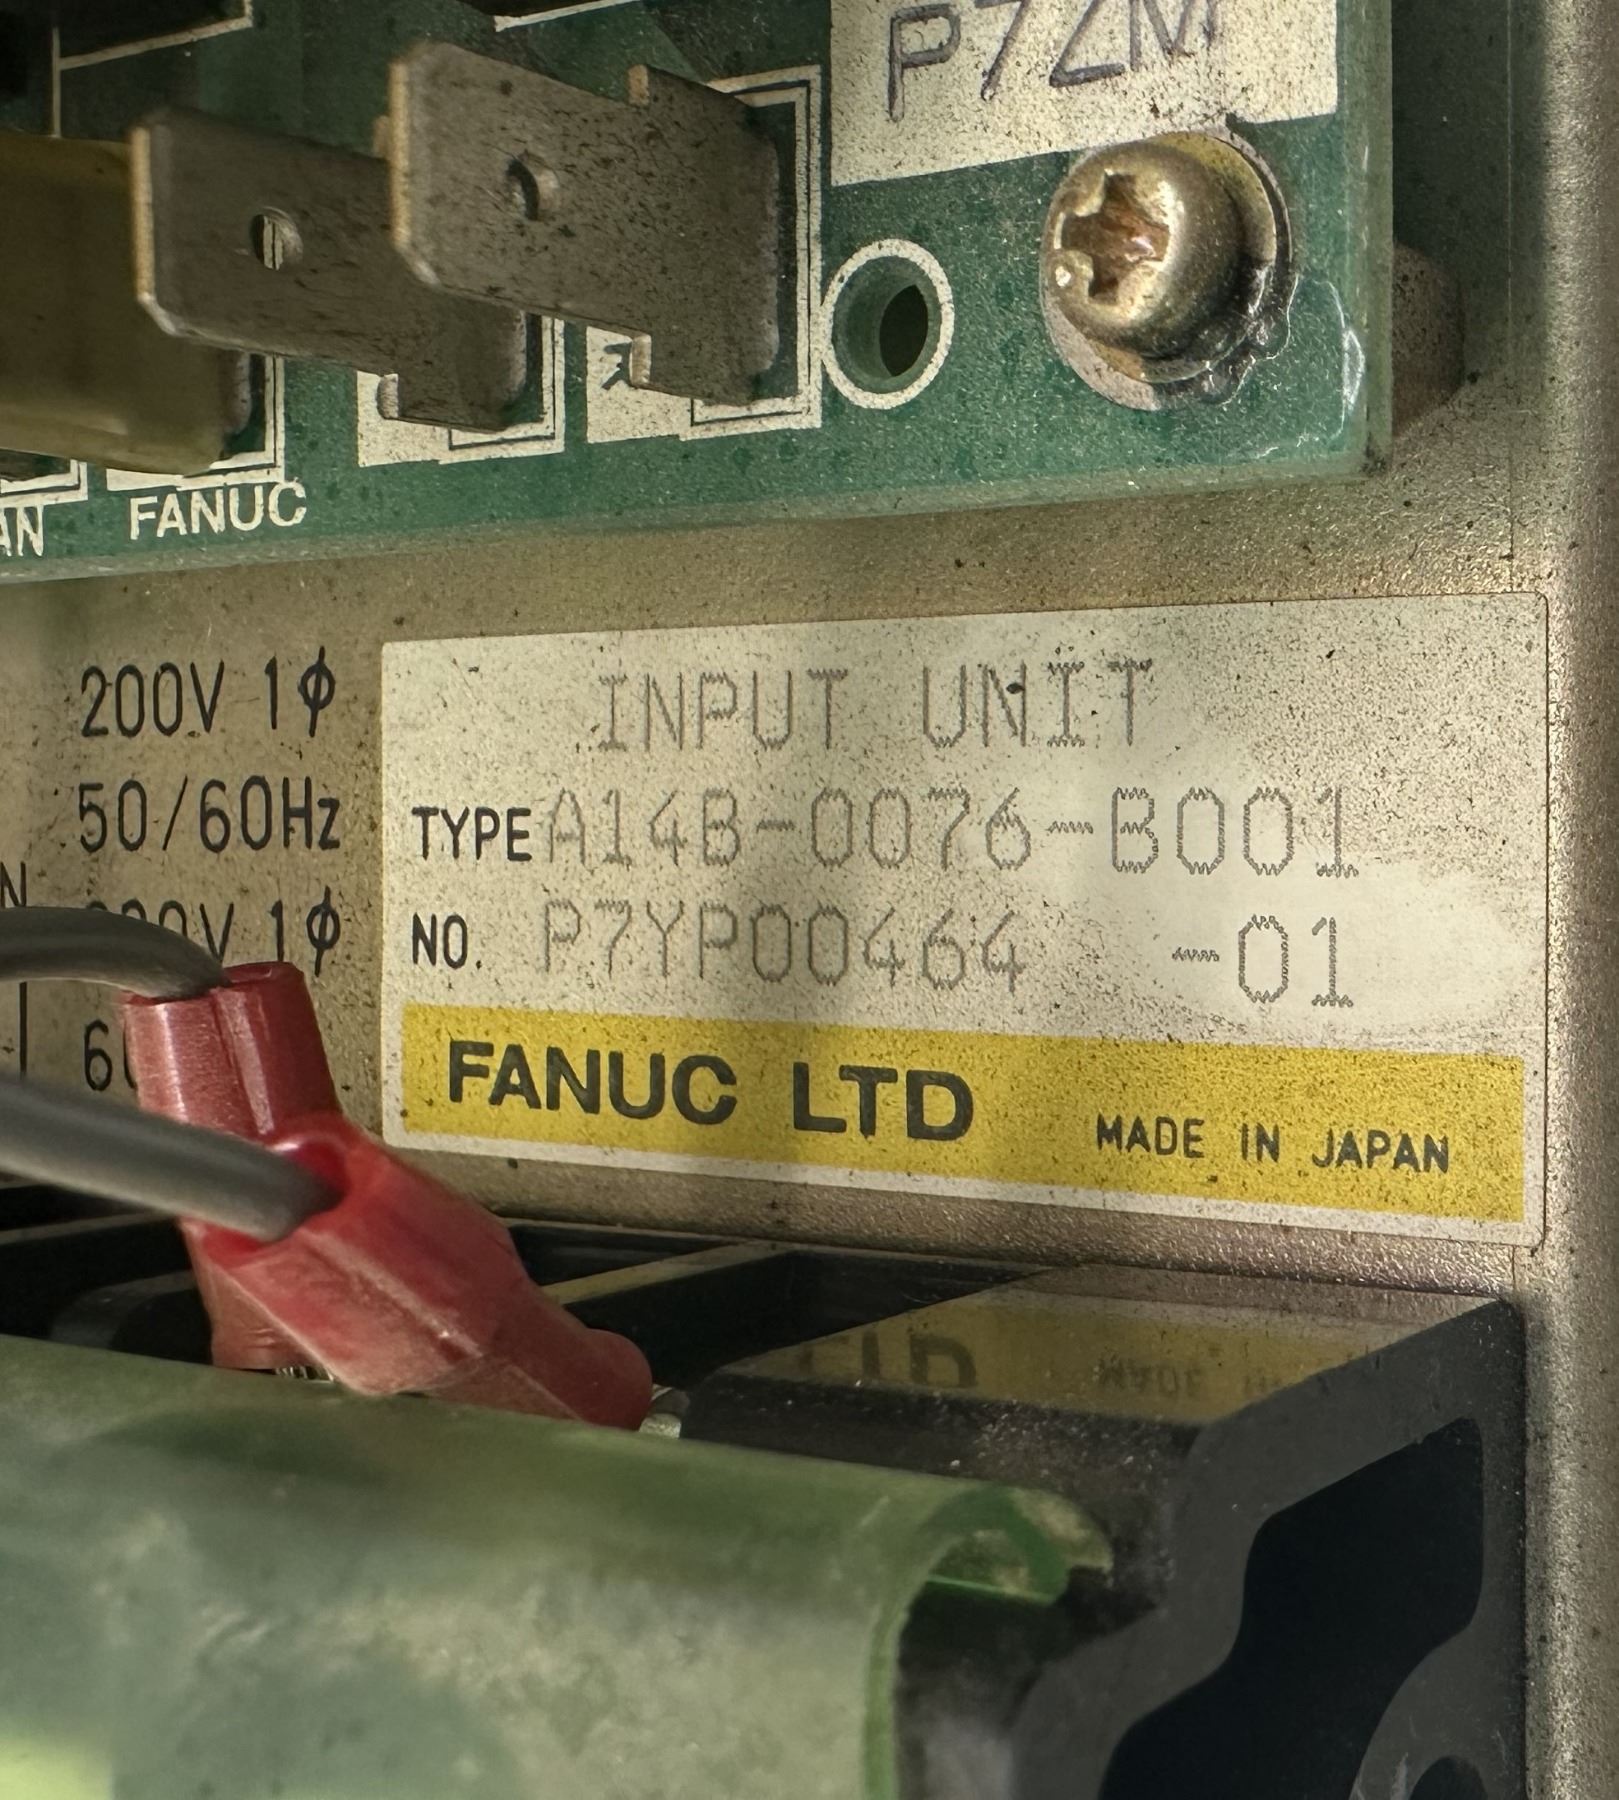 P7ZM
FANUC
200V 1φ
50/60Hz
1φ
INPUT UNIT
TYPE A14B-0076-B001
NO. P7YP00464 -01
FANUC LTD MADE IN JAPAN